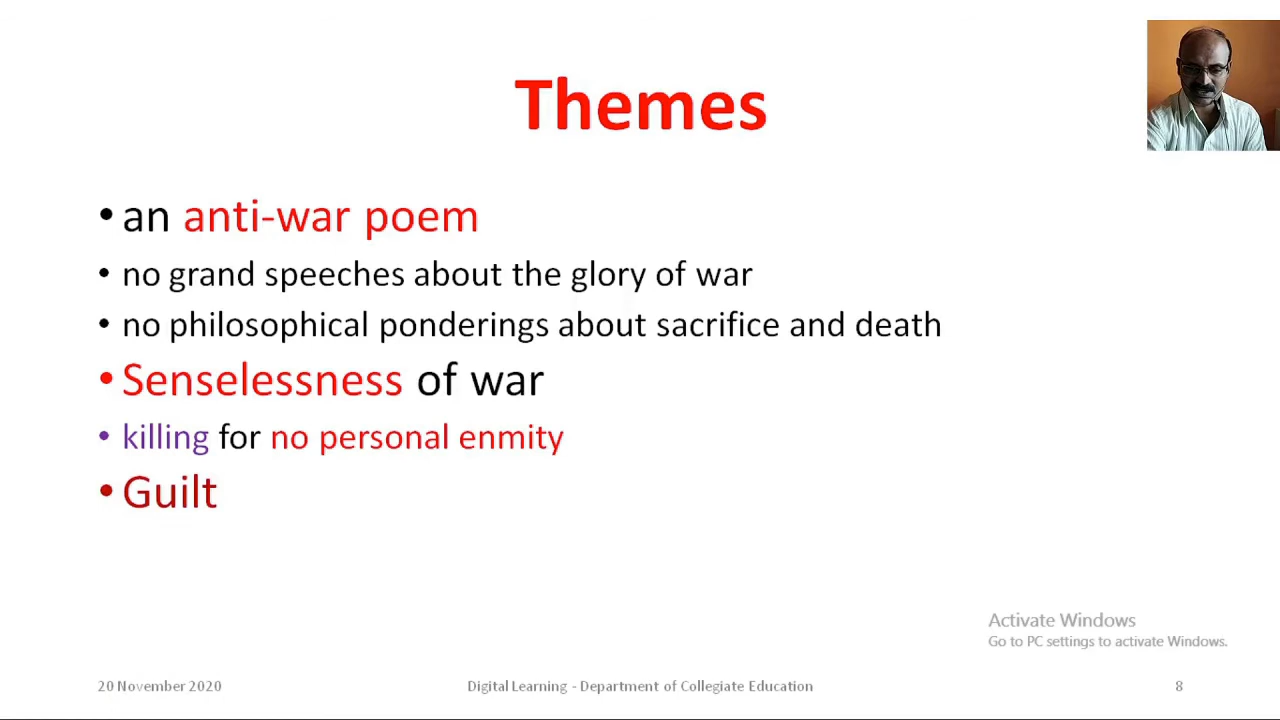 Themes
• an anti-war poem
• no grand speeches about the glory of war
• no philosophical ponderings about sacrifice and death
• Senselessness of war
• killing for no personal enmity
• Guilt
Activate Windows
Go to PC settings to activate Windows.
20 November 2020 Digital Learning - Department of Collegiate Education 8